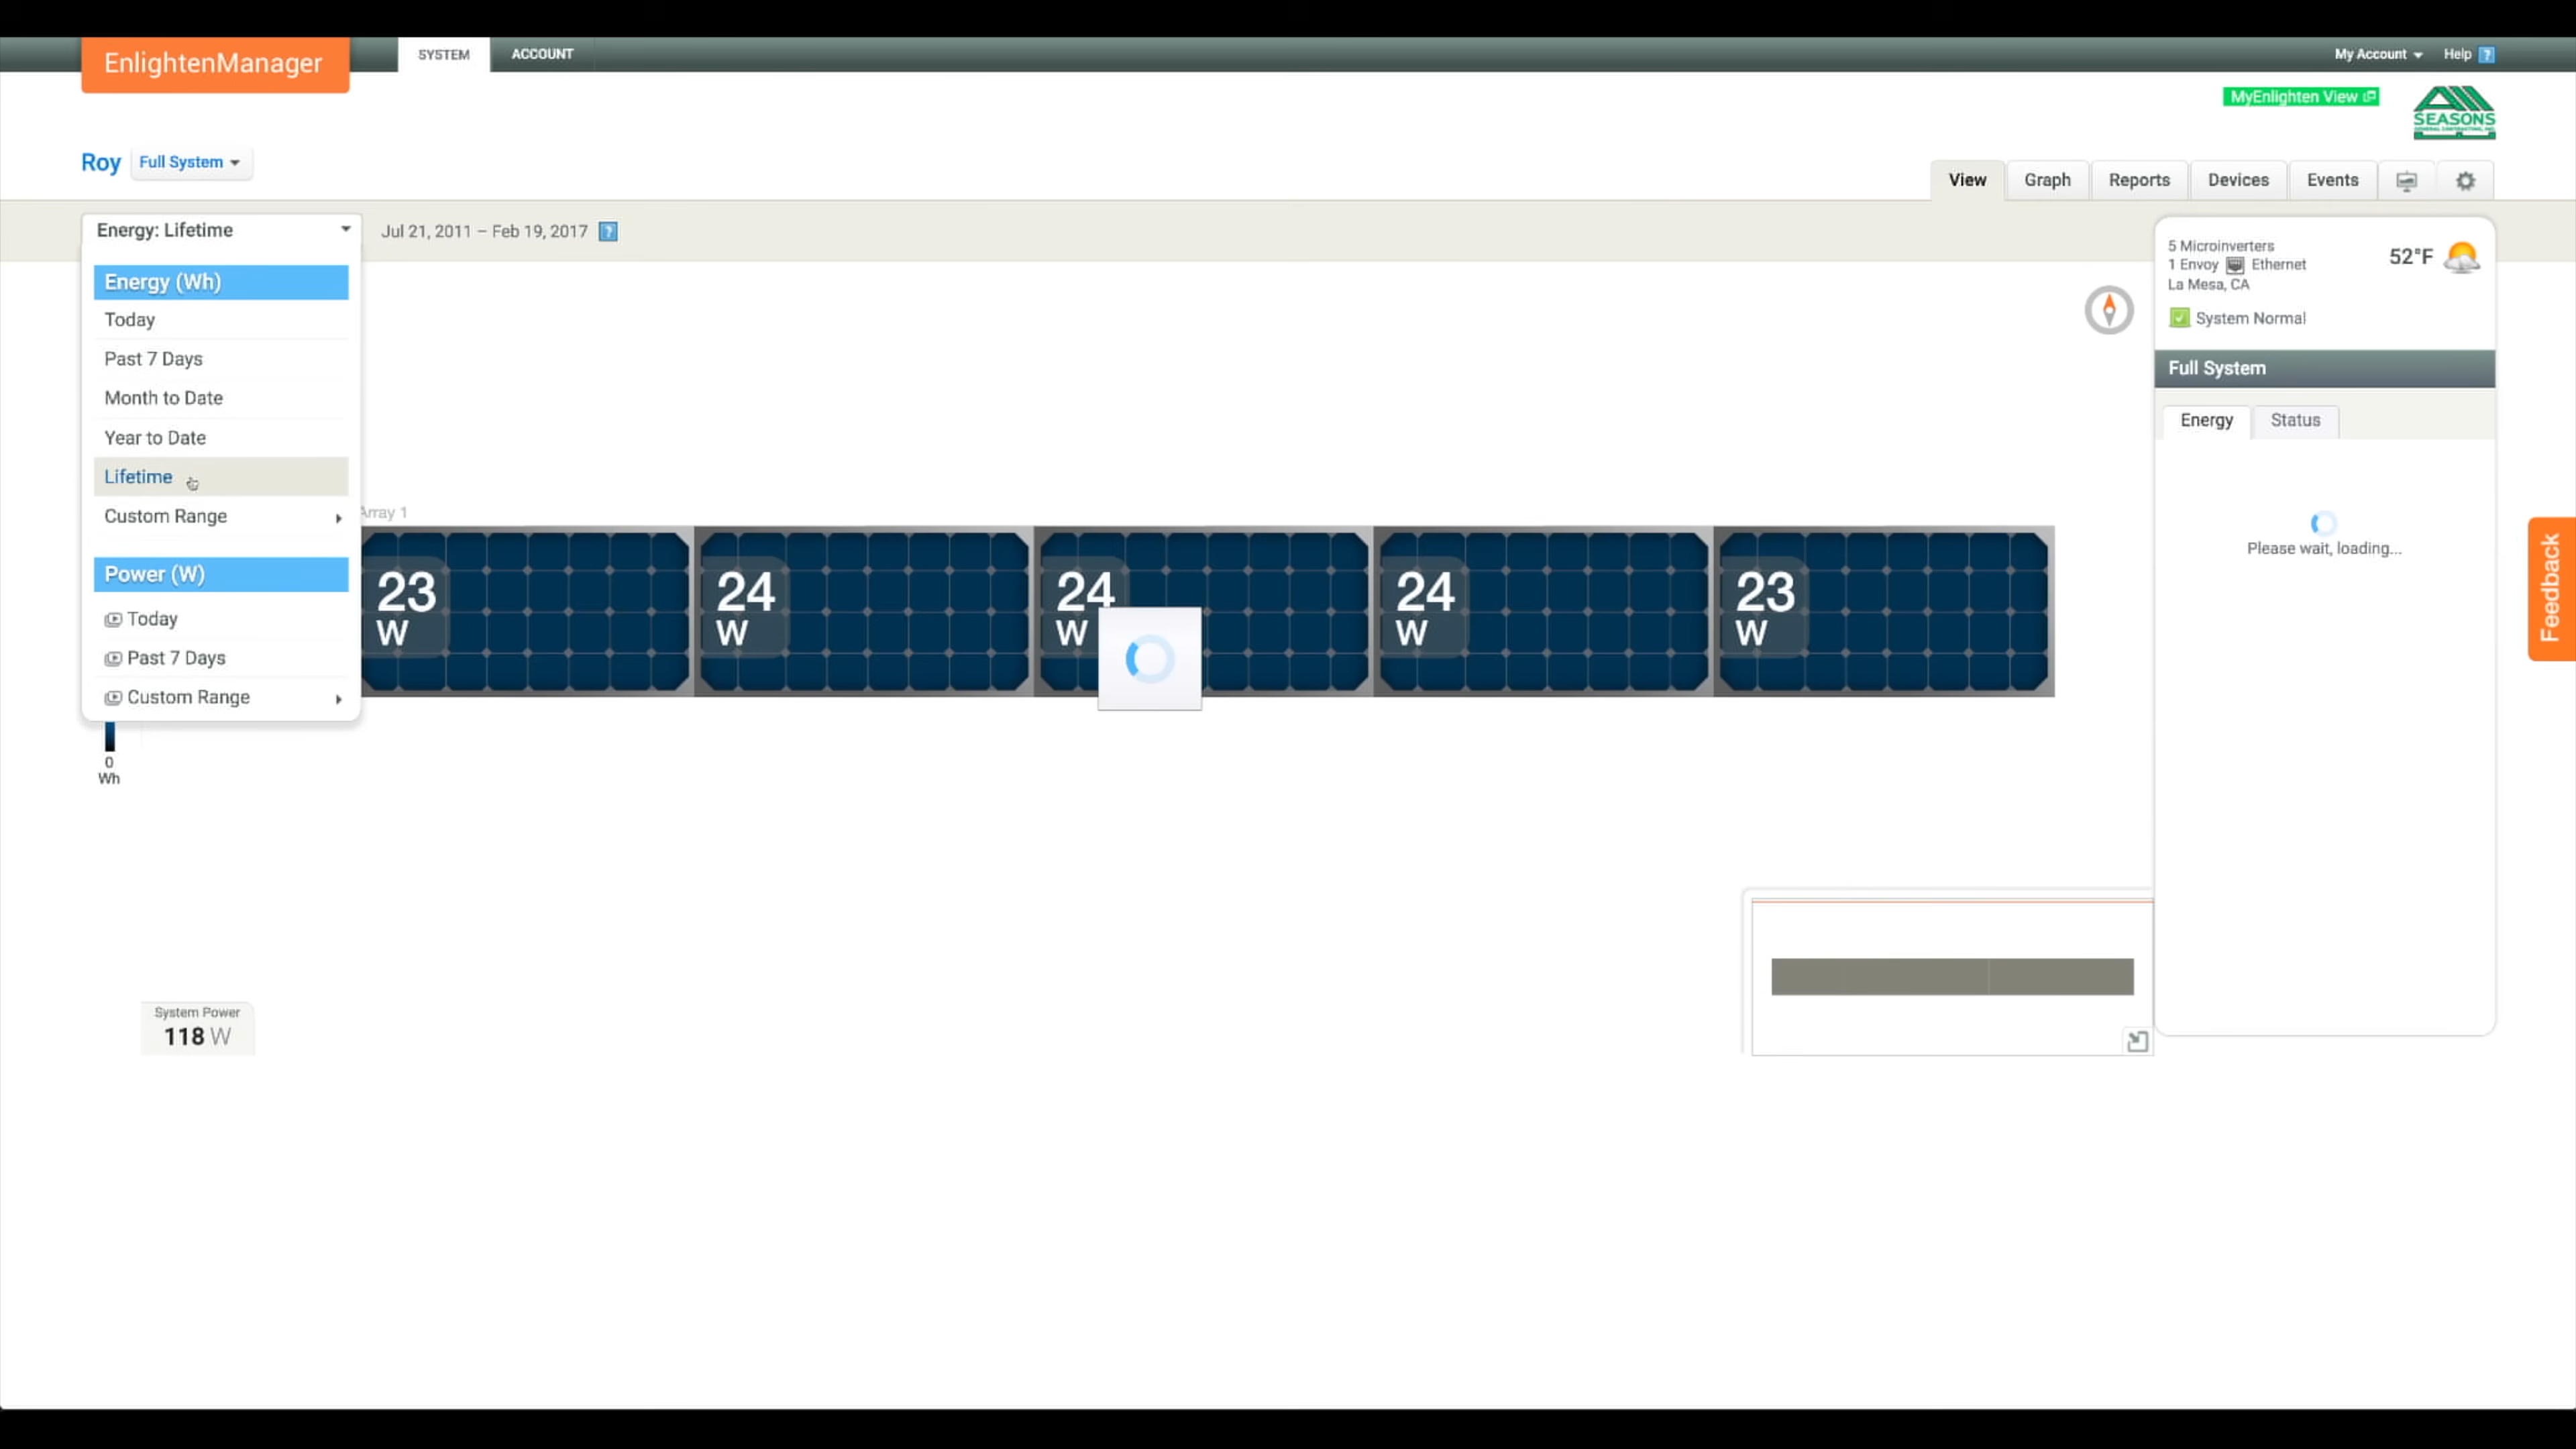 EnlightenManager
SYSTEM
ACCOUNT
My Account
Help ?
MyEnlighten View
SEASONS
Roy
Full System
View
Graph
Reports
Devices
Events
Energy: Lifetime
Jul 21, 2011 – Feb 19, 2017 ?
Energy (Wh)
Today
Past 7 Days
Month to Date
Year to Date
Lifetime
Custom Range
Power (W)
Today
Past 7 Days
Custom Range
0
Wh
Array 1
23
W
24
W
24
W
24
W
23
W
System Power
118 W
5 Microinverters
1 Envoy Ethernet
La Mesa, CA
52°F
System Normal
Full System
Energy
Status
Please wait, loading...
Feedback